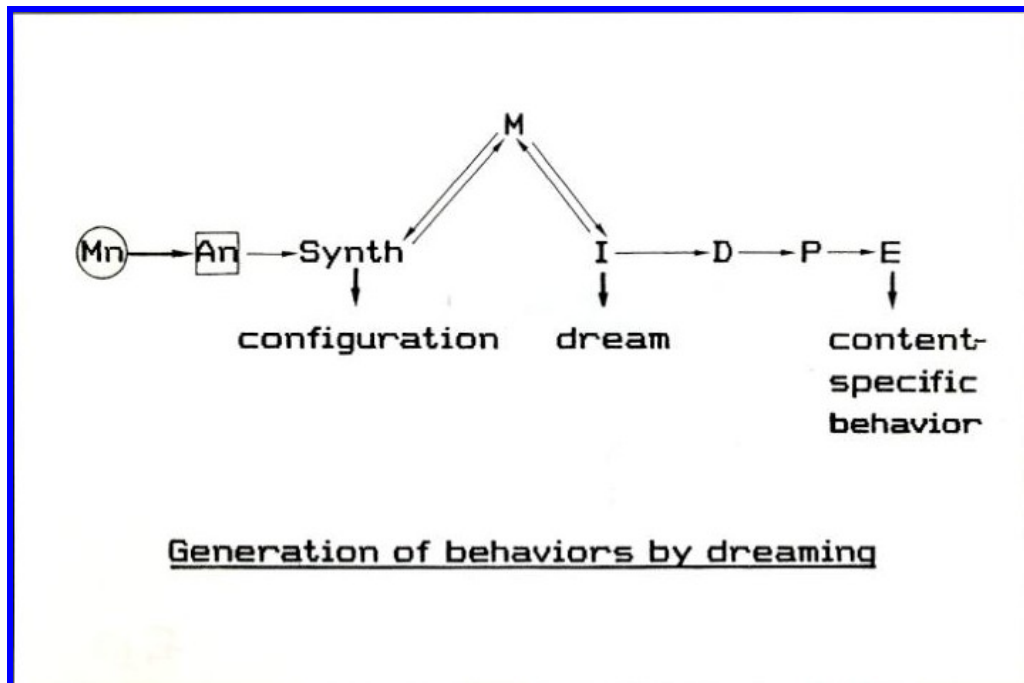 M
Mn An Synth I D P E
configuration dream content-
specific
behavior
Generation of behaviors by dreaming